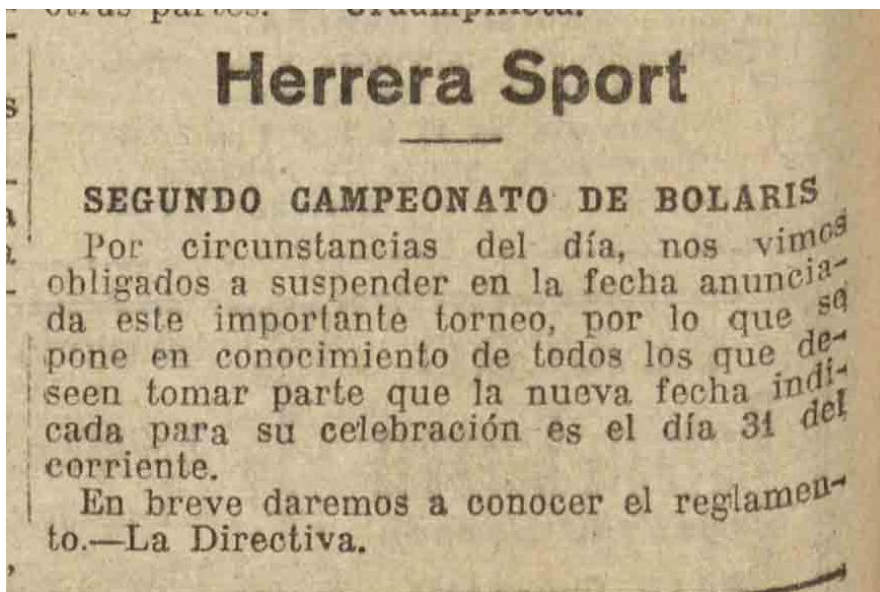 otras partes. —
Herrera Sport
SEGUNDO CAMPEONATO DE BOLARIS
Por circunstancias del día, nos vimos
obligados a suspender en la fecha anuncia-
da este importante torneo, por lo que se
pone en conocimiento de todos los que de-
seen tomar parte que la nueva fecha indi-
cada para su celebración es el día 31 del
corriente.
En breve daremos a conocer el reglamen-
to.—La Directiva.